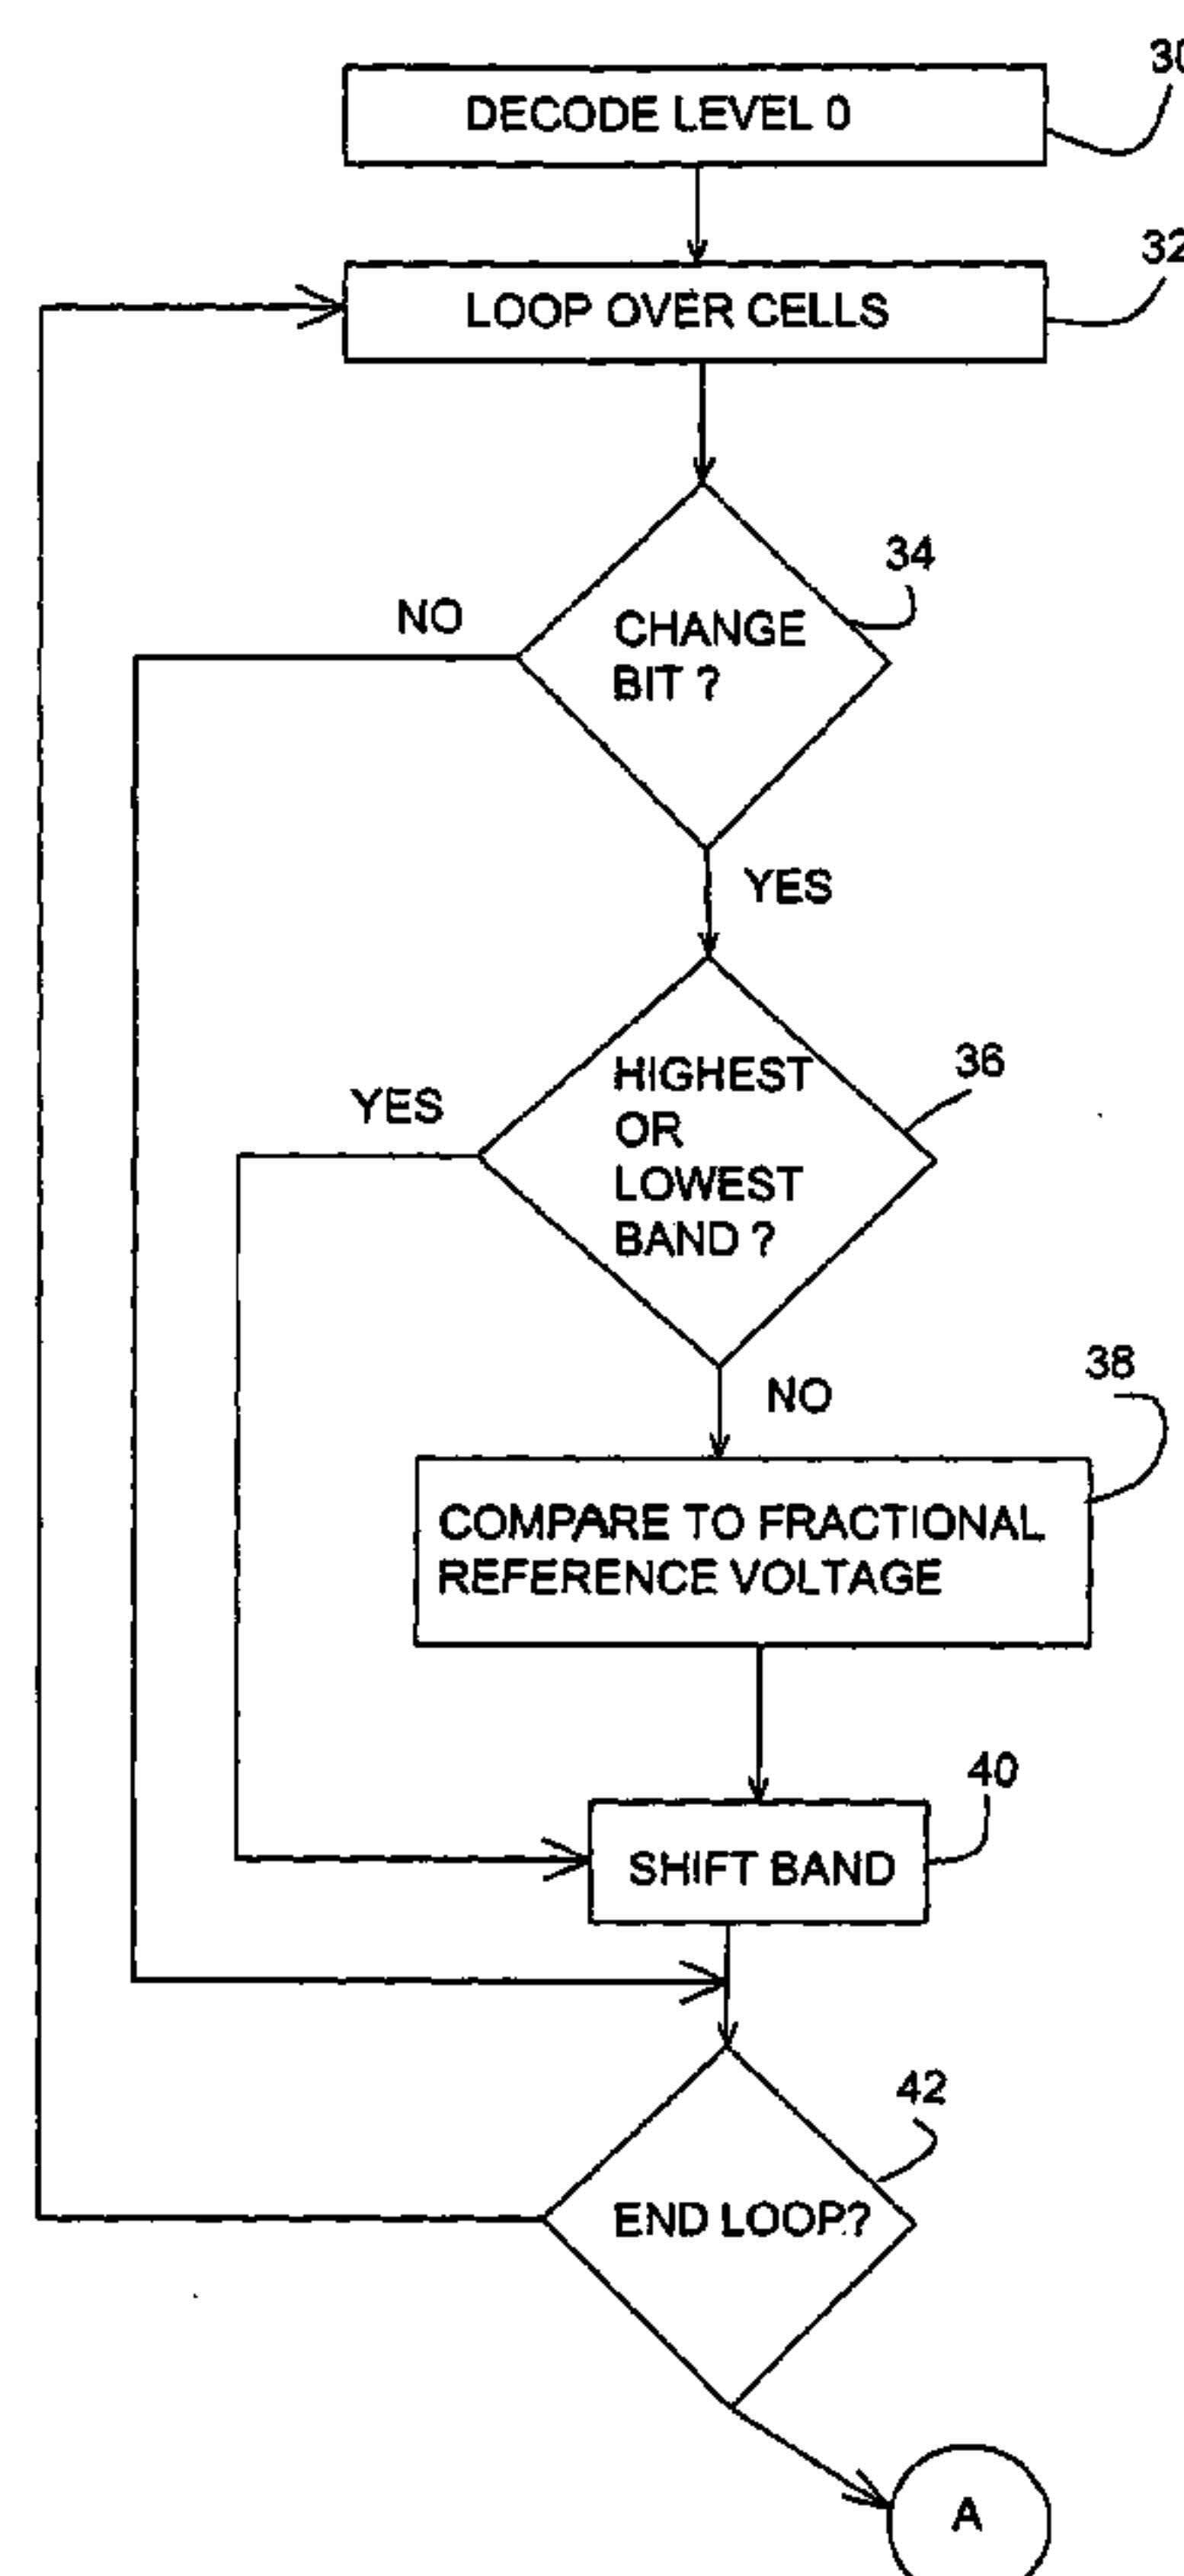 30
DECODE LEVEL 0
32
LOOP OVER CELLS
34
NO
CHANGE
BIT ?
YES
36
YES
HIGHEST
OR
LOWEST
BAND ?
38
NO
COMPARE TO FRACTIONAL
REFERENCE VOLTAGE
40
SHIFT BAND
42
END LOOP?
A